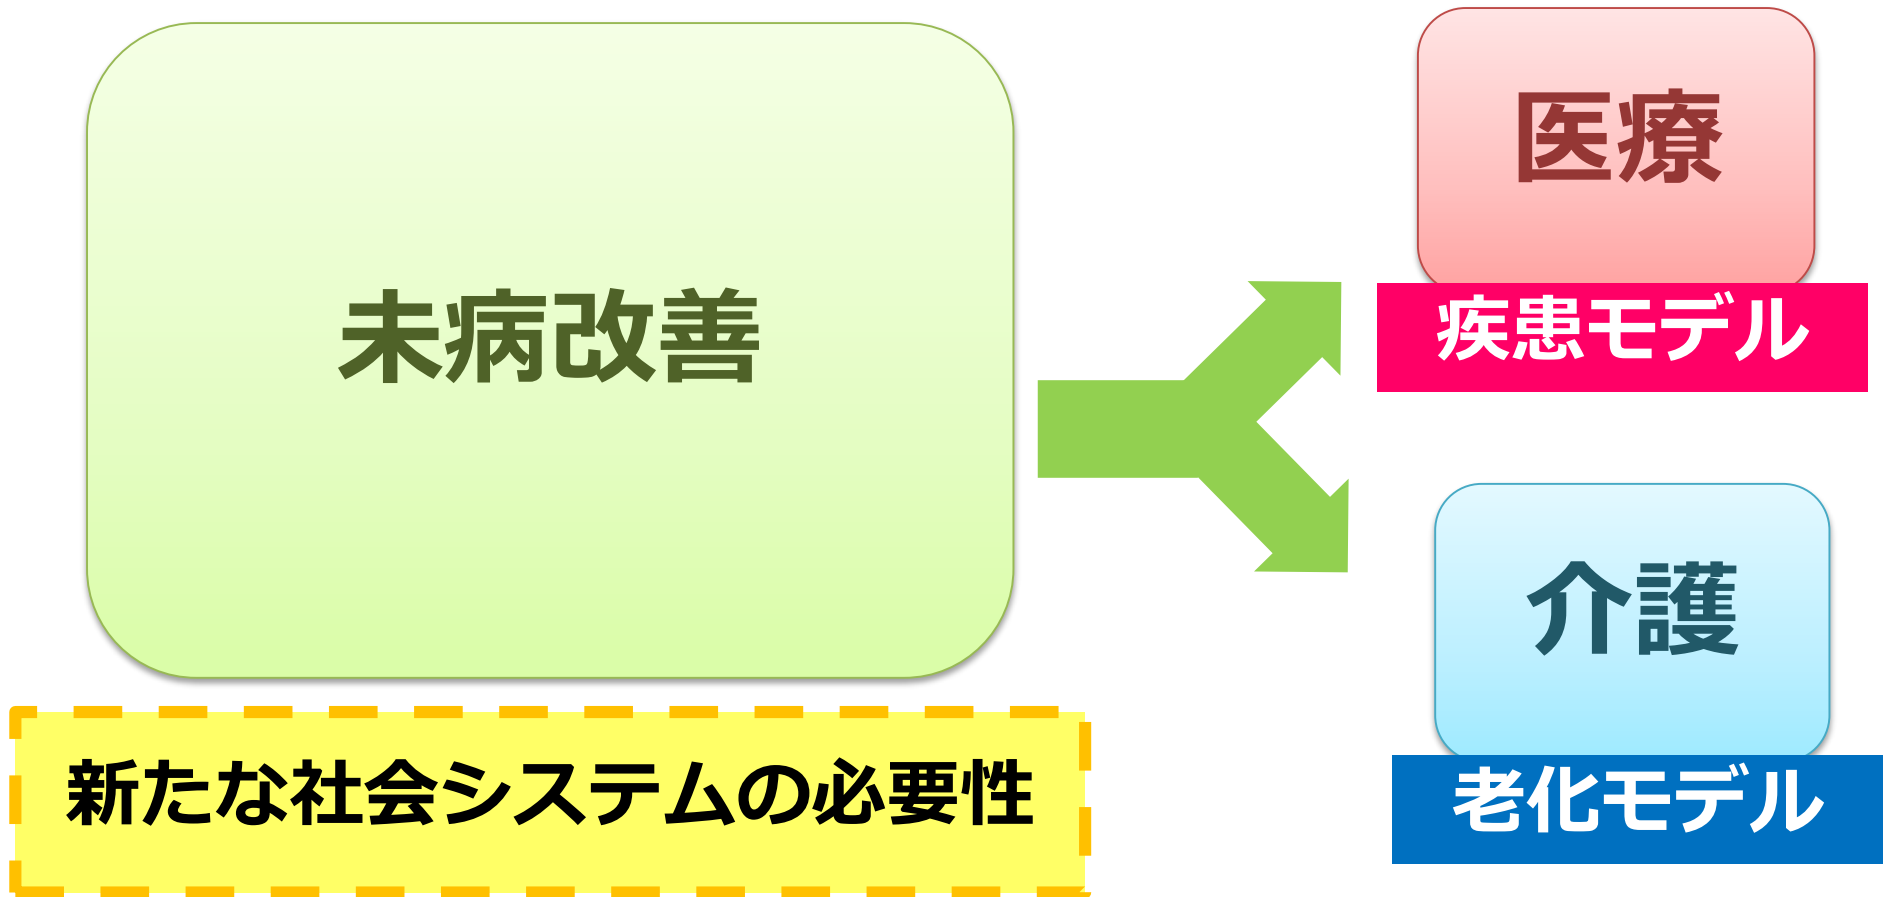 未病改善
新たな社会システムの必要性
医療
疾患モデル
介護
老化モデル